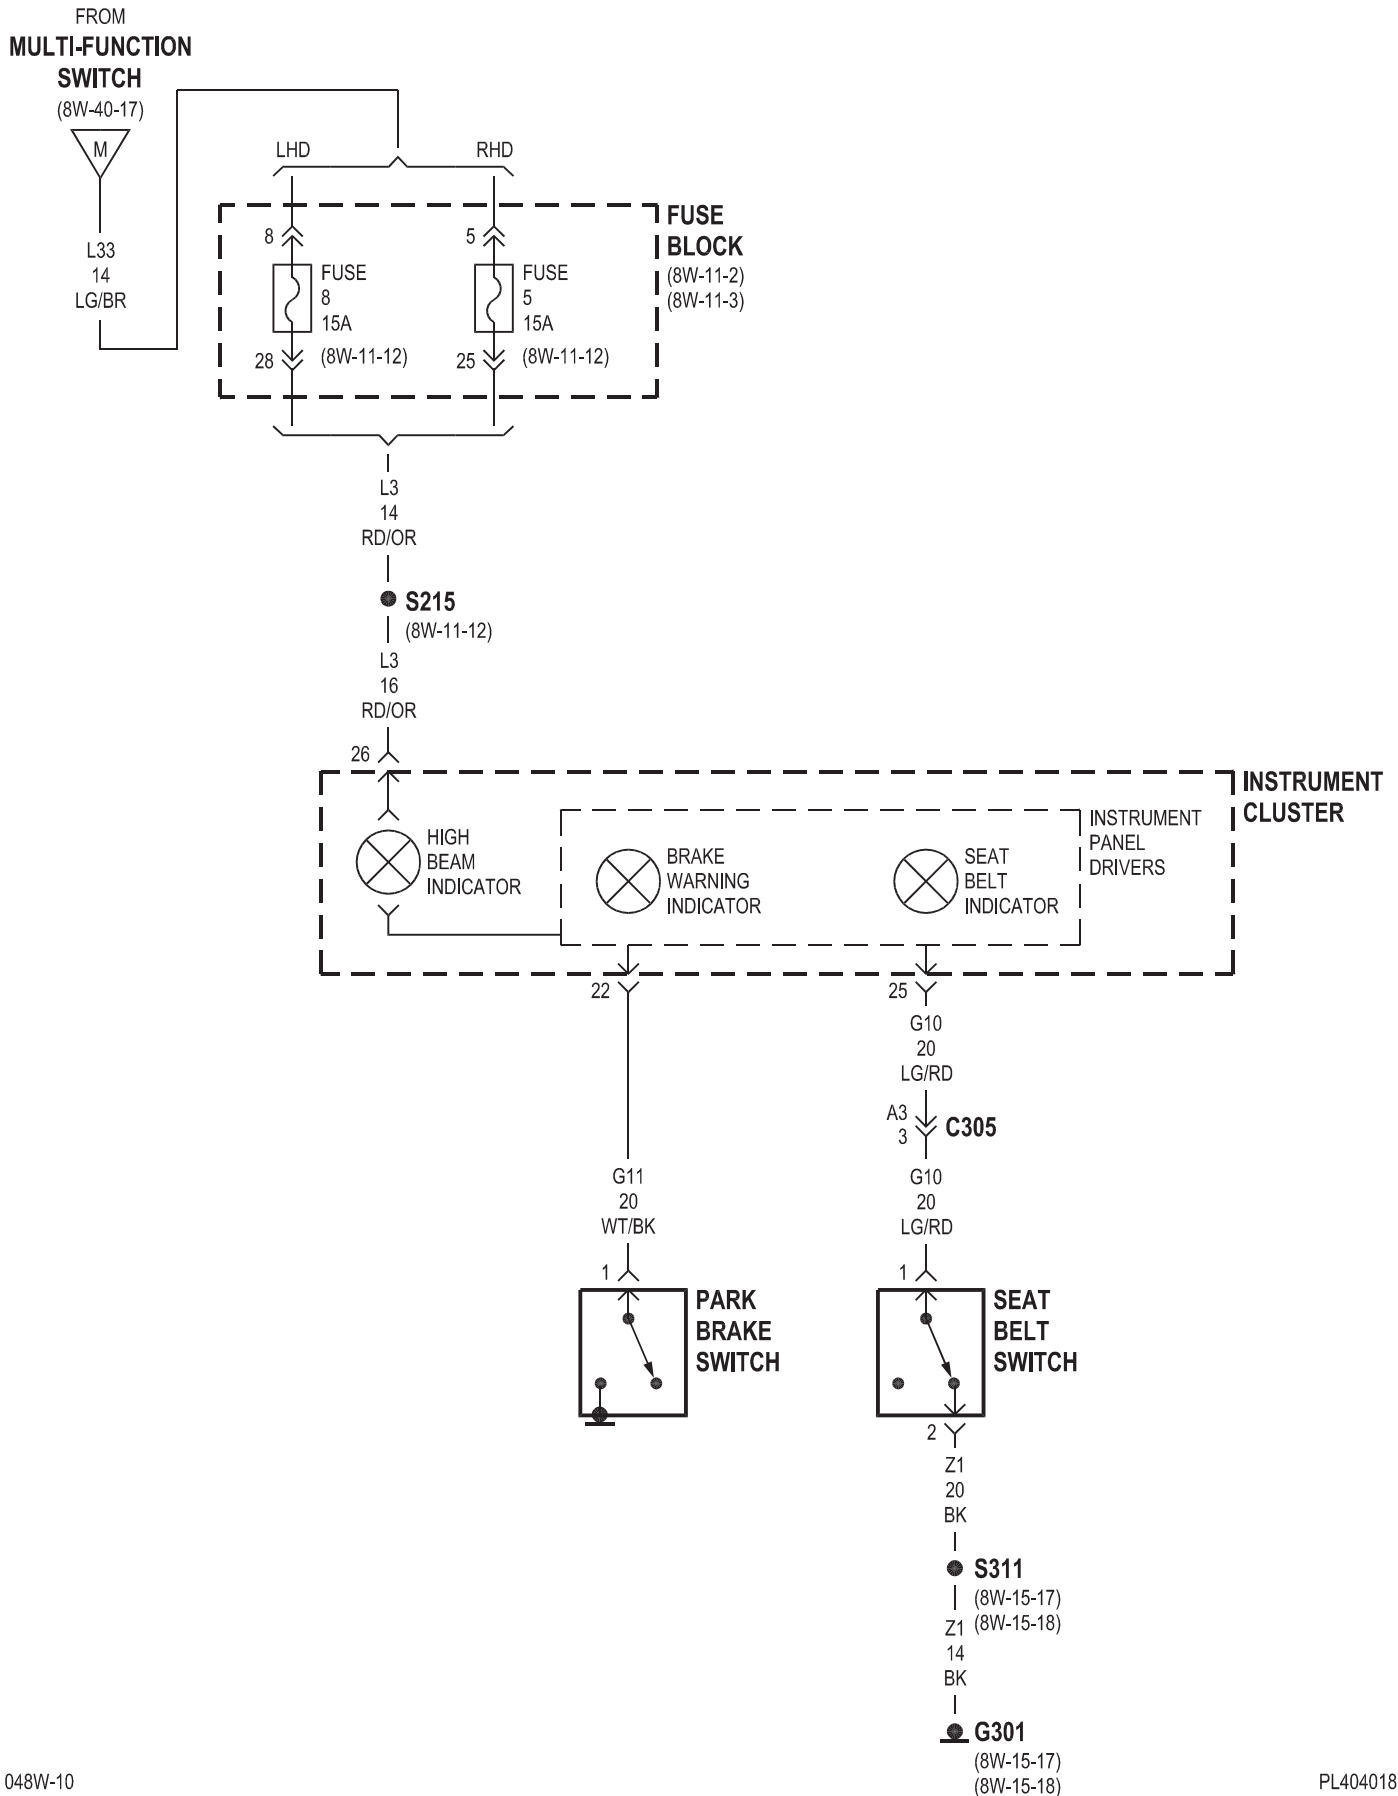 FROM
MULTI-FUNCTION
SWITCH
(8W-40-17)
M
L33
14
LG/BR
LHD
RHD
FUSE
BLOCK
(8W-11-2)
(8W-11-3)
8
FUSE
8
15A
28
(8W-11-12)
5
FUSE
5
15A
25
(8W-11-12)
L3
14
RD/OR
S215
(8W-11-12)
L3
16
RD/OR
26
INSTRUMENT
CLUSTER
HIGH
BEAM
INDICATOR
BRAKE
WARNING
INDICATOR
SEAT
BELT
INDICATOR
INSTRUMENT
PANEL
DRIVERS
22
25
G10
20
LG/RD
A3
3
C305
G11
20
WT/BK
G10
20
LG/RD
1
PARK
BRAKE
SWITCH
1
SEAT
BELT
SWITCH
2
Z1
20
BK
S311
(8W-15-17)
(8W-15-18)
Z1
14
BK
G301
(8W-15-17)
(8W-15-18)
048W-10
PL404018